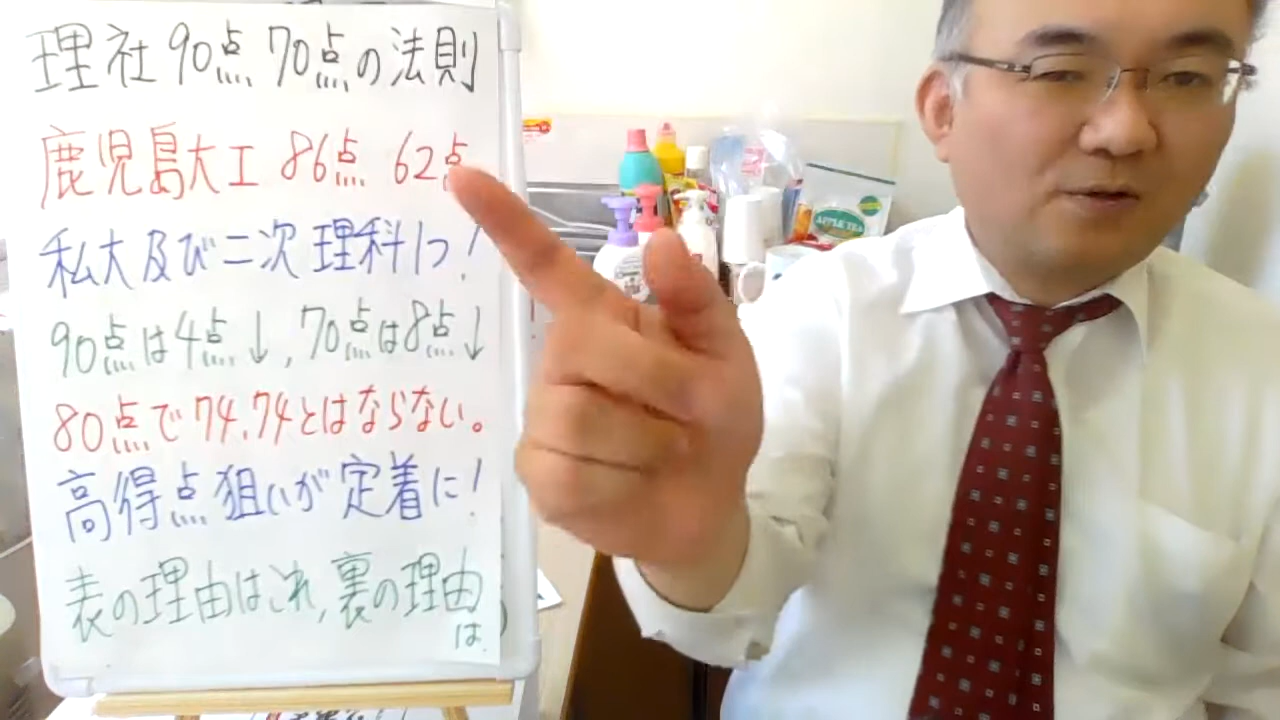 理社90点70点の法則
鹿児島大工 86点 62点
私大及び二次理科1つ!
90点は4点↓,70点は8点↓
80点で74.74とはならない。
高得点狙いが定着に!
表の理由はこれ,裏の理由は
APPLE TEA